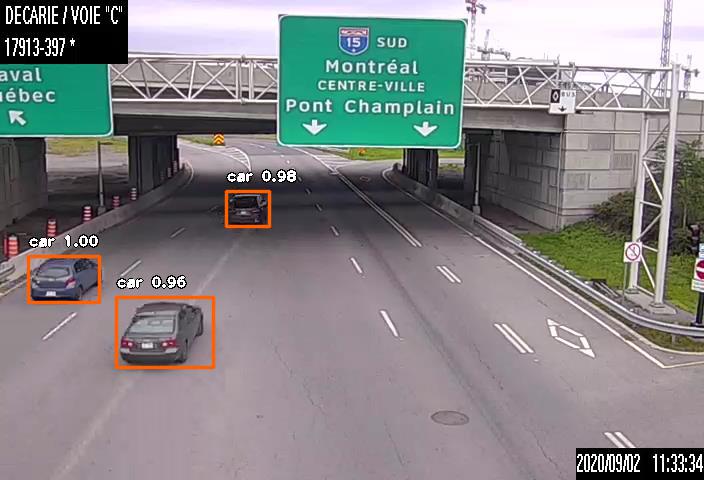 DECARIE / VOIE "C"
17913-397 *
aval
uébec
15 SUD
Montréal
CENTRE-VILLE
Pont Champlain
BUS
car 0.98
car 1.00
car 0.96
2020/09/02 11:33:34